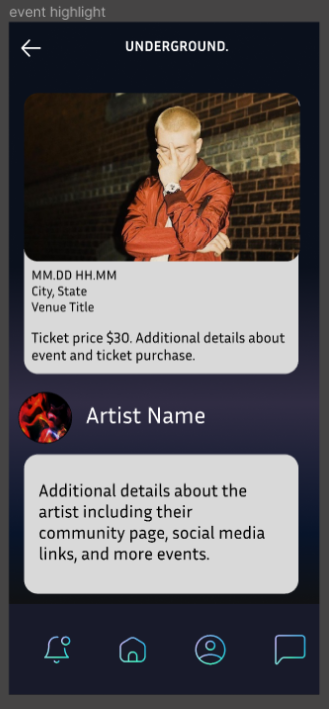 event highlight
UNDERGROUND.
MM.DD HH.MM
City, State
Venue Title
Ticket price $30. Additional details about
event and ticket purchase.
Artist Name
Additional details about the
artist including their
community page, social media
links, and more events.